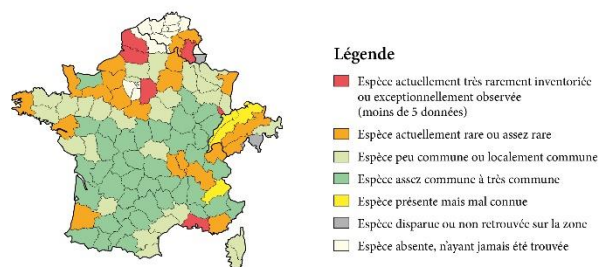 Légende
Espèce actuellement très rarement inventoriée
ou exceptionnellement observée
(moins de 5 données)
Espèce actuellement rare ou assez rare
Espèce peu commune ou localement commune
Espèce assez commune à très commune
Espèce présente mais mal connue
Espèce disparue ou non retrouvée sur la zone
Espèce absente, n'ayant jamais été trouvée